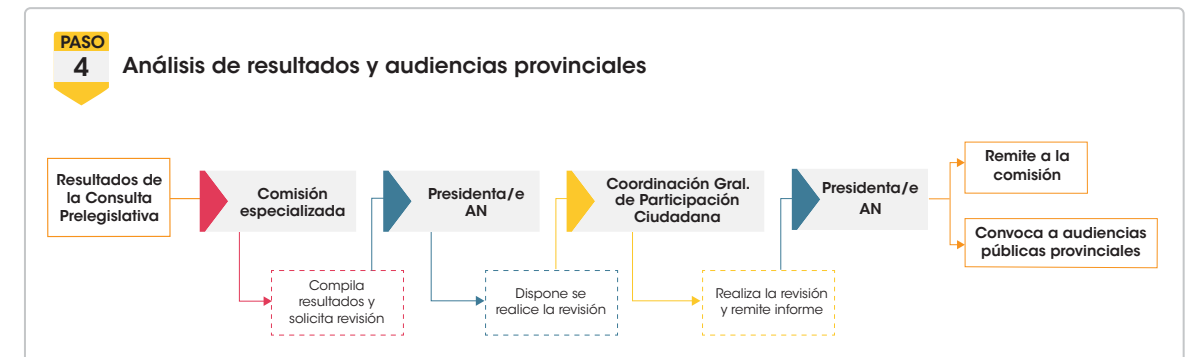 PASO
4
Análisis de resultados y audiencias provinciales
Resultados de
la Consulta
Prelegislativa
Comisión
especializada
Compila
resultados y
solicita revisión
Presidenta/e
AN
Dispone se
realice la revisión
Coordinación Gral.
de Participación
Ciudadana
Realiza la revisión
y remite informe
Presidenta/e
AN
Remite a la
comisión
Convoca a audiencias
públicas provinciales